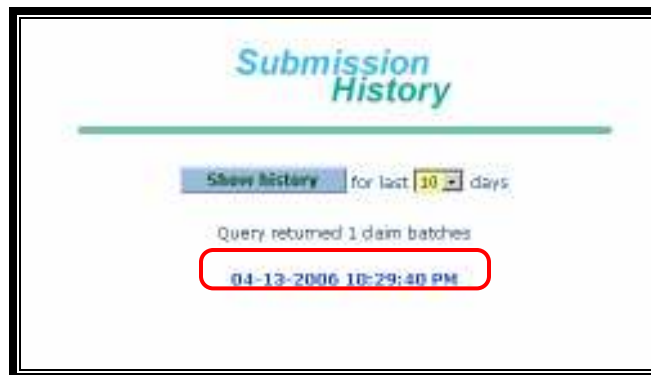 Submission
History
Show history for last 10 days
Query returned 1 claim batches
04-13-2006 10:29:40 PM